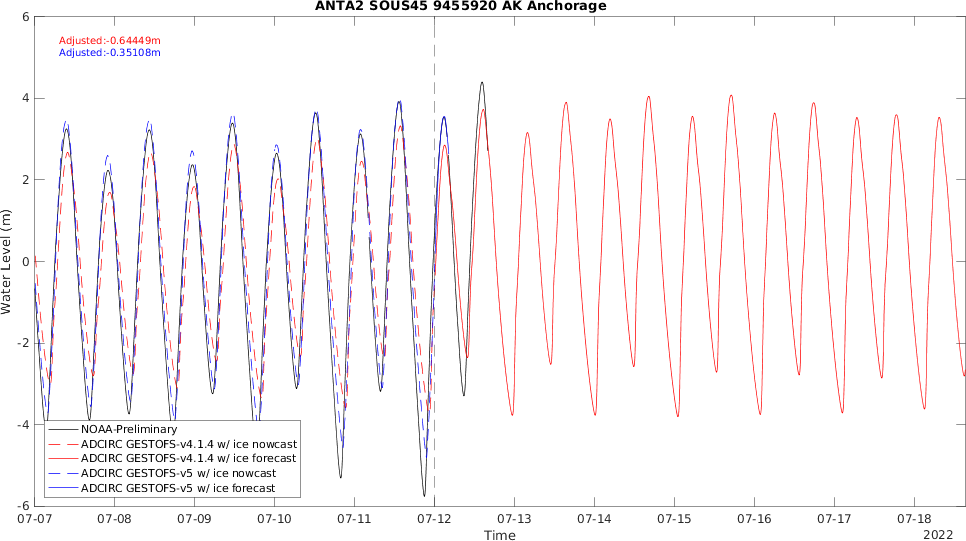 ANTA2 SOUS45 9455920 AK Anchorage
Adjusted:-0.64449m
Adjusted:-0.35108m
6
4
2
0
-2
-4
-6
Water Level (m)
NOAA-Preliminary
ADCIRC GESTOFS-v4.1.4 w/ ice nowcast
ADCIRC GESTOFS-v4.1.4 w/ ice forecast
ADCIRC GESTOFS-v5 w/ ice nowcast
ADCIRC GESTOFS-v5 w/ ice forecast
07-07 07-08 07-09 07-10 07-11 07-12 07-13 07-14 07-15 07-16 07-17 07-18
Time
2022